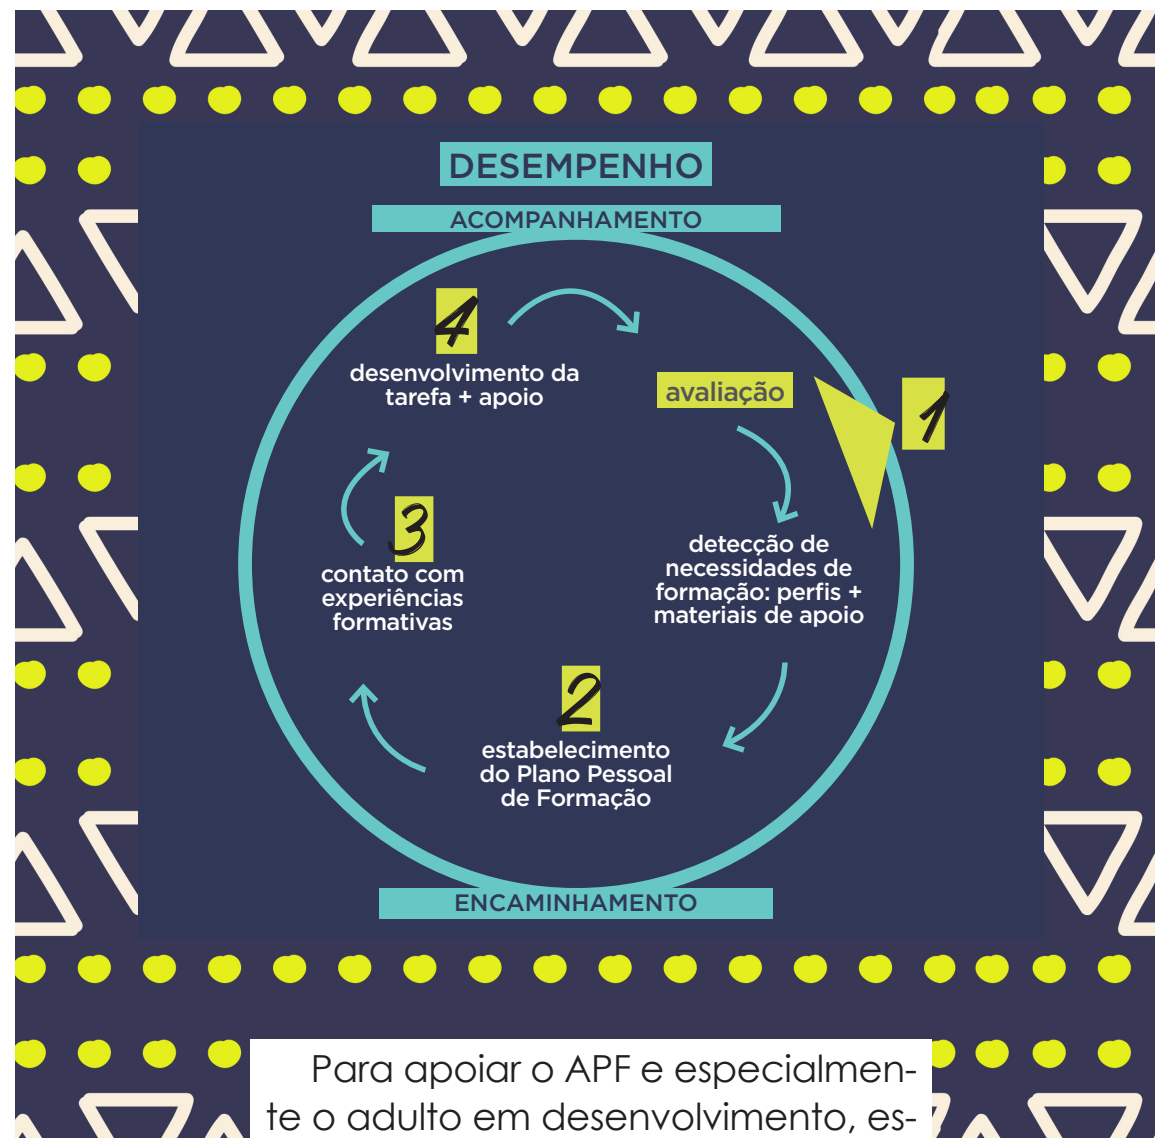 DESEMPENHO
ACOMPANHAMENTO
4
desenvolvimento da
tarefa + apoio
avaliação
1
detecção de
necessidades de
formação: perfis +
materiais de apoio
3
contato com
experiências
formativas
2
estabelecimento
do Plano Pessoal
de Formação
ENCAMINHAMENTO
Para apoiar o APF e especialmen-
te o adulto em desenvolvimento, es-